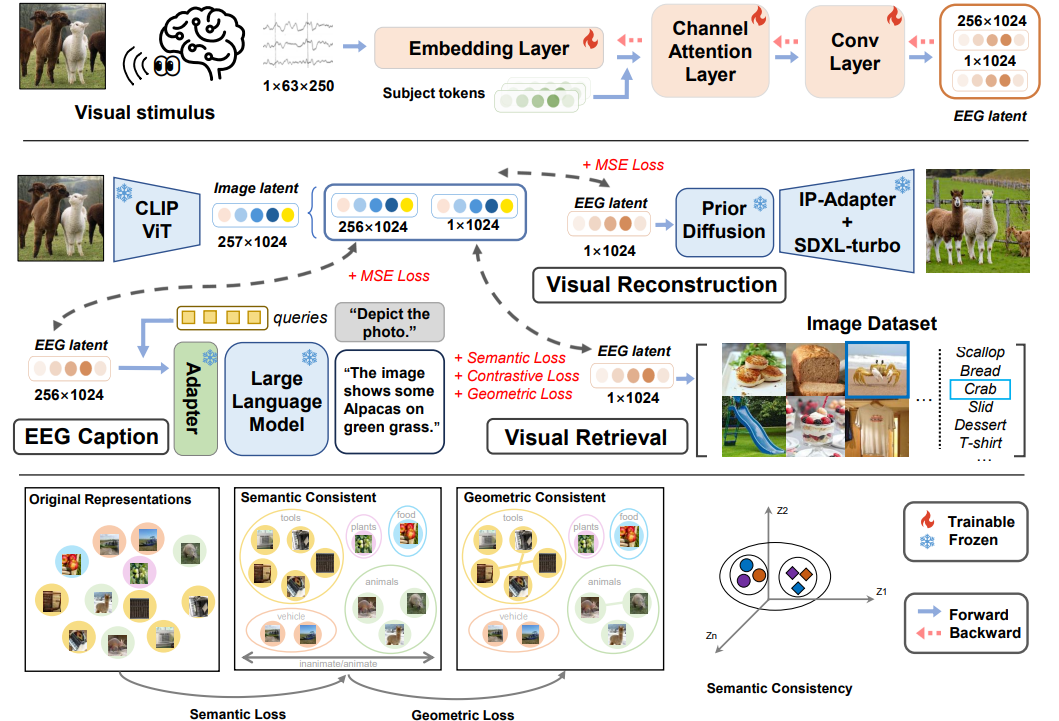 Visual stimulus
1×63×250
Embedding Layer
Subject tokens
Channel
Attention
Layer
Conv
Layer
256×1024
1×1024
EEG latent
CLIP
ViT
Image latent
257×1024
256×1024
1×1024
+ MSE Loss
EEG latent
1×1024
Prior
Diffusion
IP-Adapter
+
SDXL-turbo
Visual Reconstruction
+ MSE Loss
queries
"Depict the
photo."
EEG latent
256×1024
Adapter
Large
Language
Model
"The image
shows some
Alpacas on
green grass."
EEG Caption
+ Semantic Loss
+ Contrastive Loss
+ Geometric Loss
EEG latent
1×1024
Visual Retrieval
Image Dataset
...
Scallop
Bread
Crab
Slid
Dessert
T-shirt
...
Original Representations
Semantic Consistent
tools
plants
food
animals
vehicle
inanimate/animate
Geometric Consistent
tools
plants
food
animals
vehicle
Semantic Loss
Geometric Loss
Z2
Z1
Zn
Semantic Consistency
Trainable
Frozen
Forward
Backward